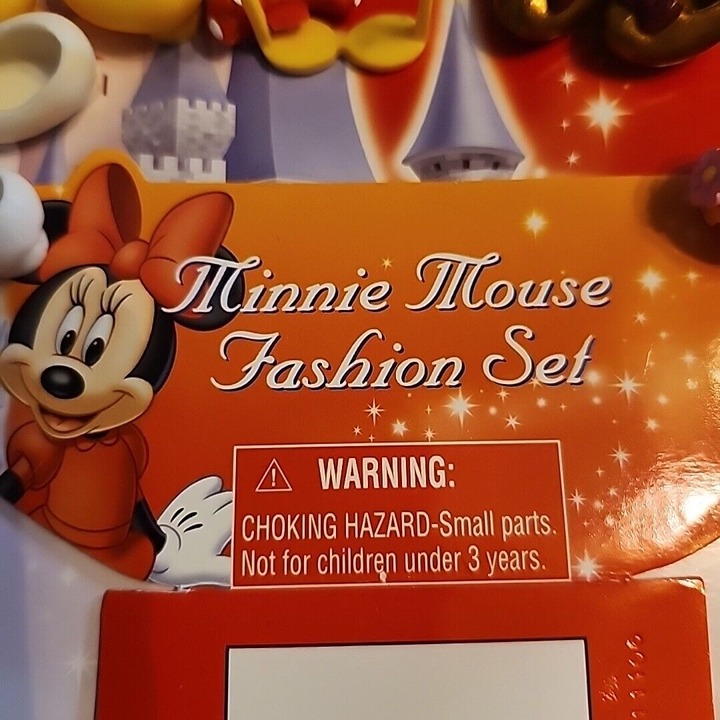 Minnie Mouse
Fashion Set
⚠ WARNING:
CHOKING HAZARD-Small parts.
Not for children under 3 years.